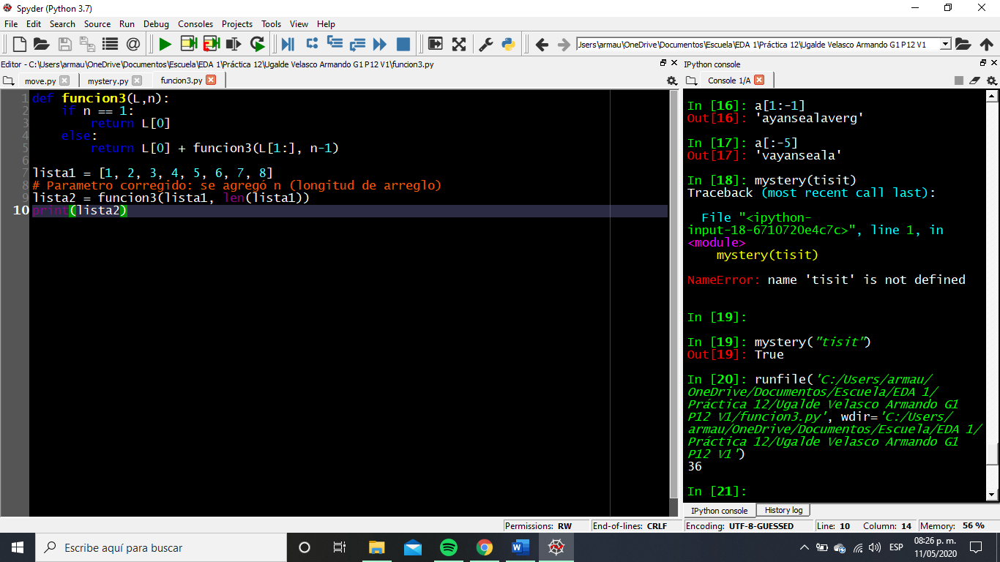 Spyder (Python 3.7)
File Edit Search Source Run Debug Consoles Projects Tools View Help
Jsers\armau\OneDrive\Documentos\Escuela\EDA 1\Práctica 12\Ugalde Velasco Armando G1 P12 V1
Editor - C:\Users\armau\OneDrive\Documentos\Escuela\EDA 1\Práctica 12\Ugalde Velasco Armando G1 P12 V1\funcion3.py
move.py mystery.py funcion3.py
1 def funcion3(L,n):
2 if n == 1:
3 return L[0]
4 else:
5 return L[0] + funcion3(L[1:], n-1)
6
7 lista1 = [1, 2, 3, 4, 5, 6, 7, 8]
8 # Parametro corregido: se agregó n (longitud de arreglo)
9 lista2 = funcion3(lista1, len(lista1))
10 print(lista2)
IPython console
Console 1/A
In [16]: a[1:-1]
Out[16]: 'ayansealaverg'
In [17]: a[:-5]
Out[17]: 'vayanseala'
In [18]: mystery(tisit)
Traceback (most recent call last):
File "<ipython-
input-18-6710720e4c7c>", line 1, in
<module>
mystery(tisit)
NameError: name 'tisit' is not defined
In [19]:
In [19]: mystery("tisit")
Out[19]: True
In [20]: runfile('C:/Users/armau/
OneDrive/Documentos/Escuela/EDA 1/
Práctica 12/Ugalde Velasco Armando G1
P12 V1/funcion3.py', wdir='C:/Users/
armau/OneDrive/Documentos/Escuela/EDA 1/
Práctica 12/Ugalde Velasco Armando G1
P12 V1')
36
In [21]:
IPython console History log
Permissions: RW End-of-lines: CRLF Encoding: UTF-8-GUESSED Line: 10 Column: 14 Memory: 56 %
Escribe aquí para buscar
ESP
08:26 p. m.
11/05/2020